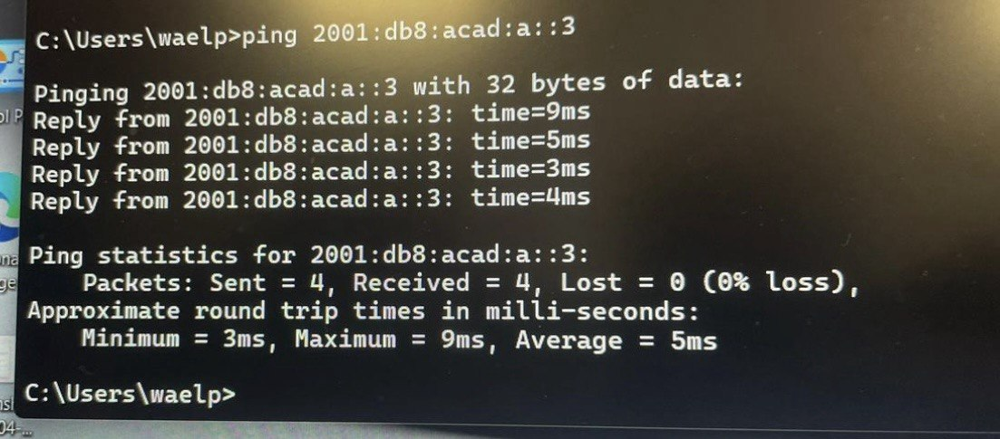 C:\Users\waelp>ping 2001:db8:acad:a::3
Pinging 2001:db8:acad:a::3 with 32 bytes of data:
Reply from 2001:db8:acad:a::3: time=9ms
Reply from 2001:db8:acad:a::3: time=5ms
Reply from 2001:db8:acad:a::3: time=3ms
Reply from 2001:db8:acad:a::3: time=4ms
Ping statistics for 2001:db8:acad:a::3:
    Packets: Sent = 4, Received = 4, Lost = 0 (0% loss),
Approximate round trip times in milli-seconds:
    Minimum = 3ms, Maximum = 9ms, Average = 5ms
C:\Users\waelp>